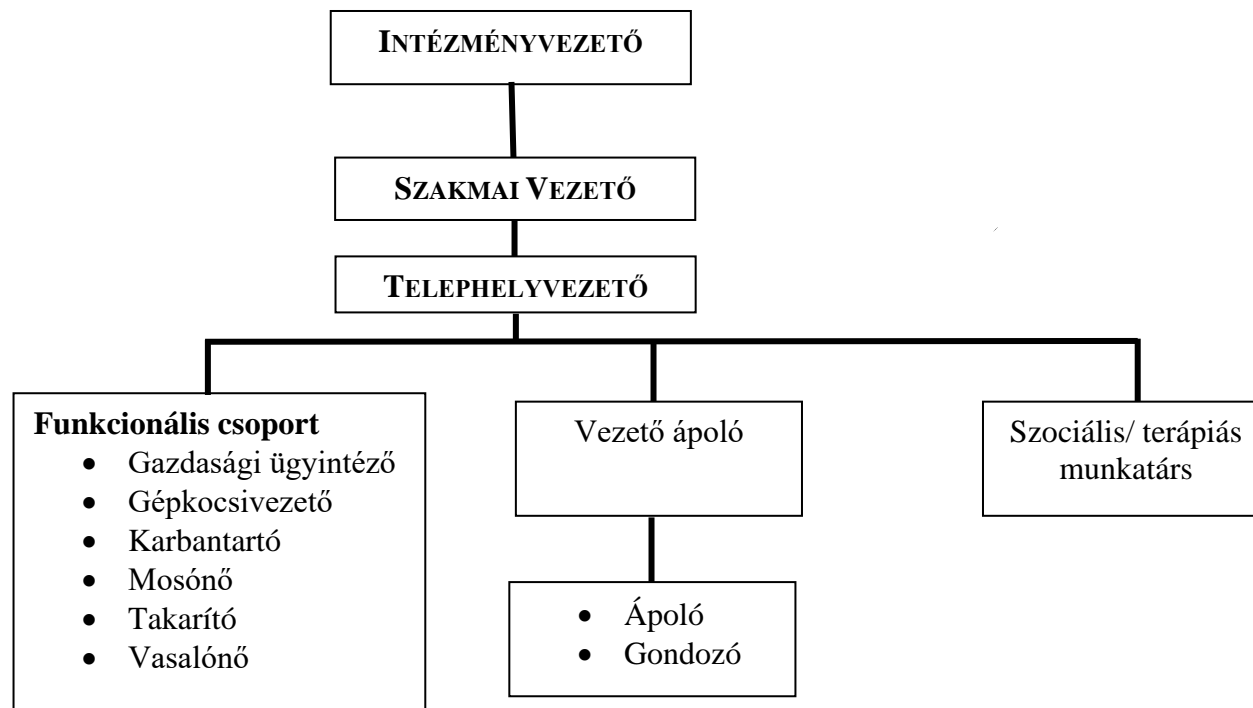 INTÉZMÉNYVEZETŐ
SZAKMAI VEZETŐ
TELEPHELYVEZETŐ
Funkcionális csoport
• Gazdasági ügyintéző
• Gépkocsivezető
• Karbantartó
• Mosónő
• Takarító
• Vasalónő
Vezető ápoló
• Ápoló
• Gondozó
Szociális/ terápiás
munkatárs